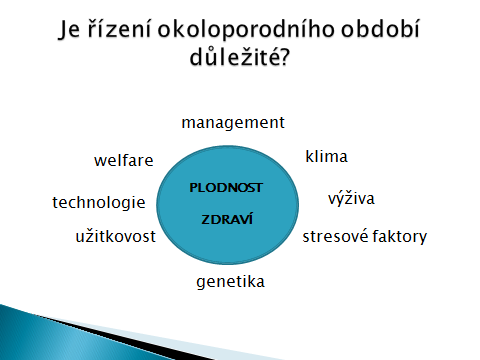 Je řízení okoloporodního období
důležité?
management
welfare
klima
PLODNOST
technologie
výživa
ZDRAVÍ
užitkovost
stresové faktory
genetika